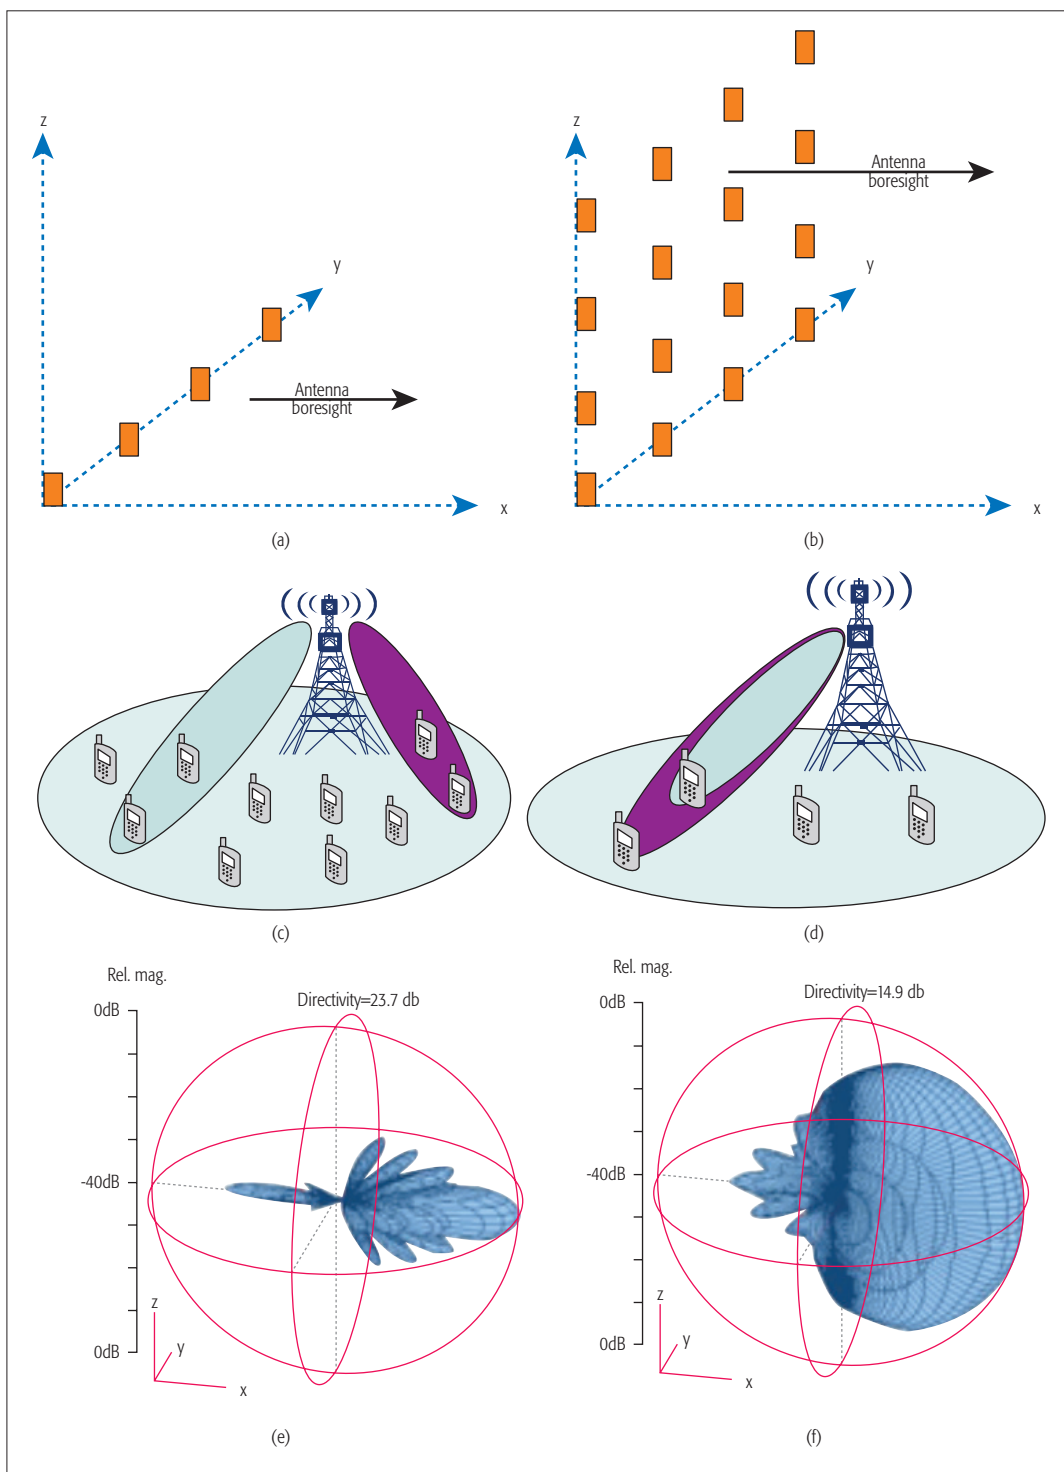 z
y
Antenna
boresight
x
(a)
z
y
Antenna
boresight
x
(b)
(c)
(d)
Rel. mag.
Directivity=23.7 db
0dB
-40dB
0dB
z
y
x
(e)
Rel. mag.
Directivity=14.9 db
0dB
-40dB
0dB
z
y
x
(f)